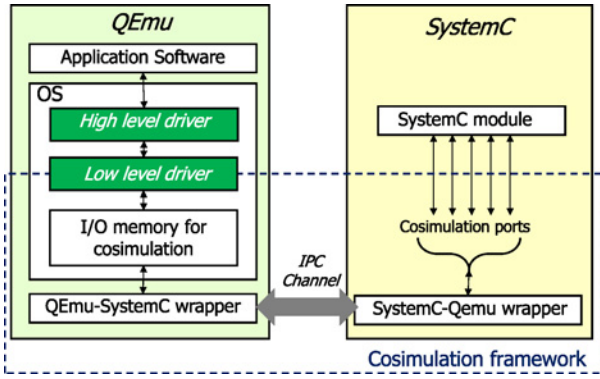 QEmu
Application Software
OS
High level driver
Low level driver
I/O memory for
cosimulation
QEmu-SystemC wrapper
IPC
Channel
SystemC
SystemC module
Cosimulation ports
SystemC-Qemu wrapper
Cosimulation framework